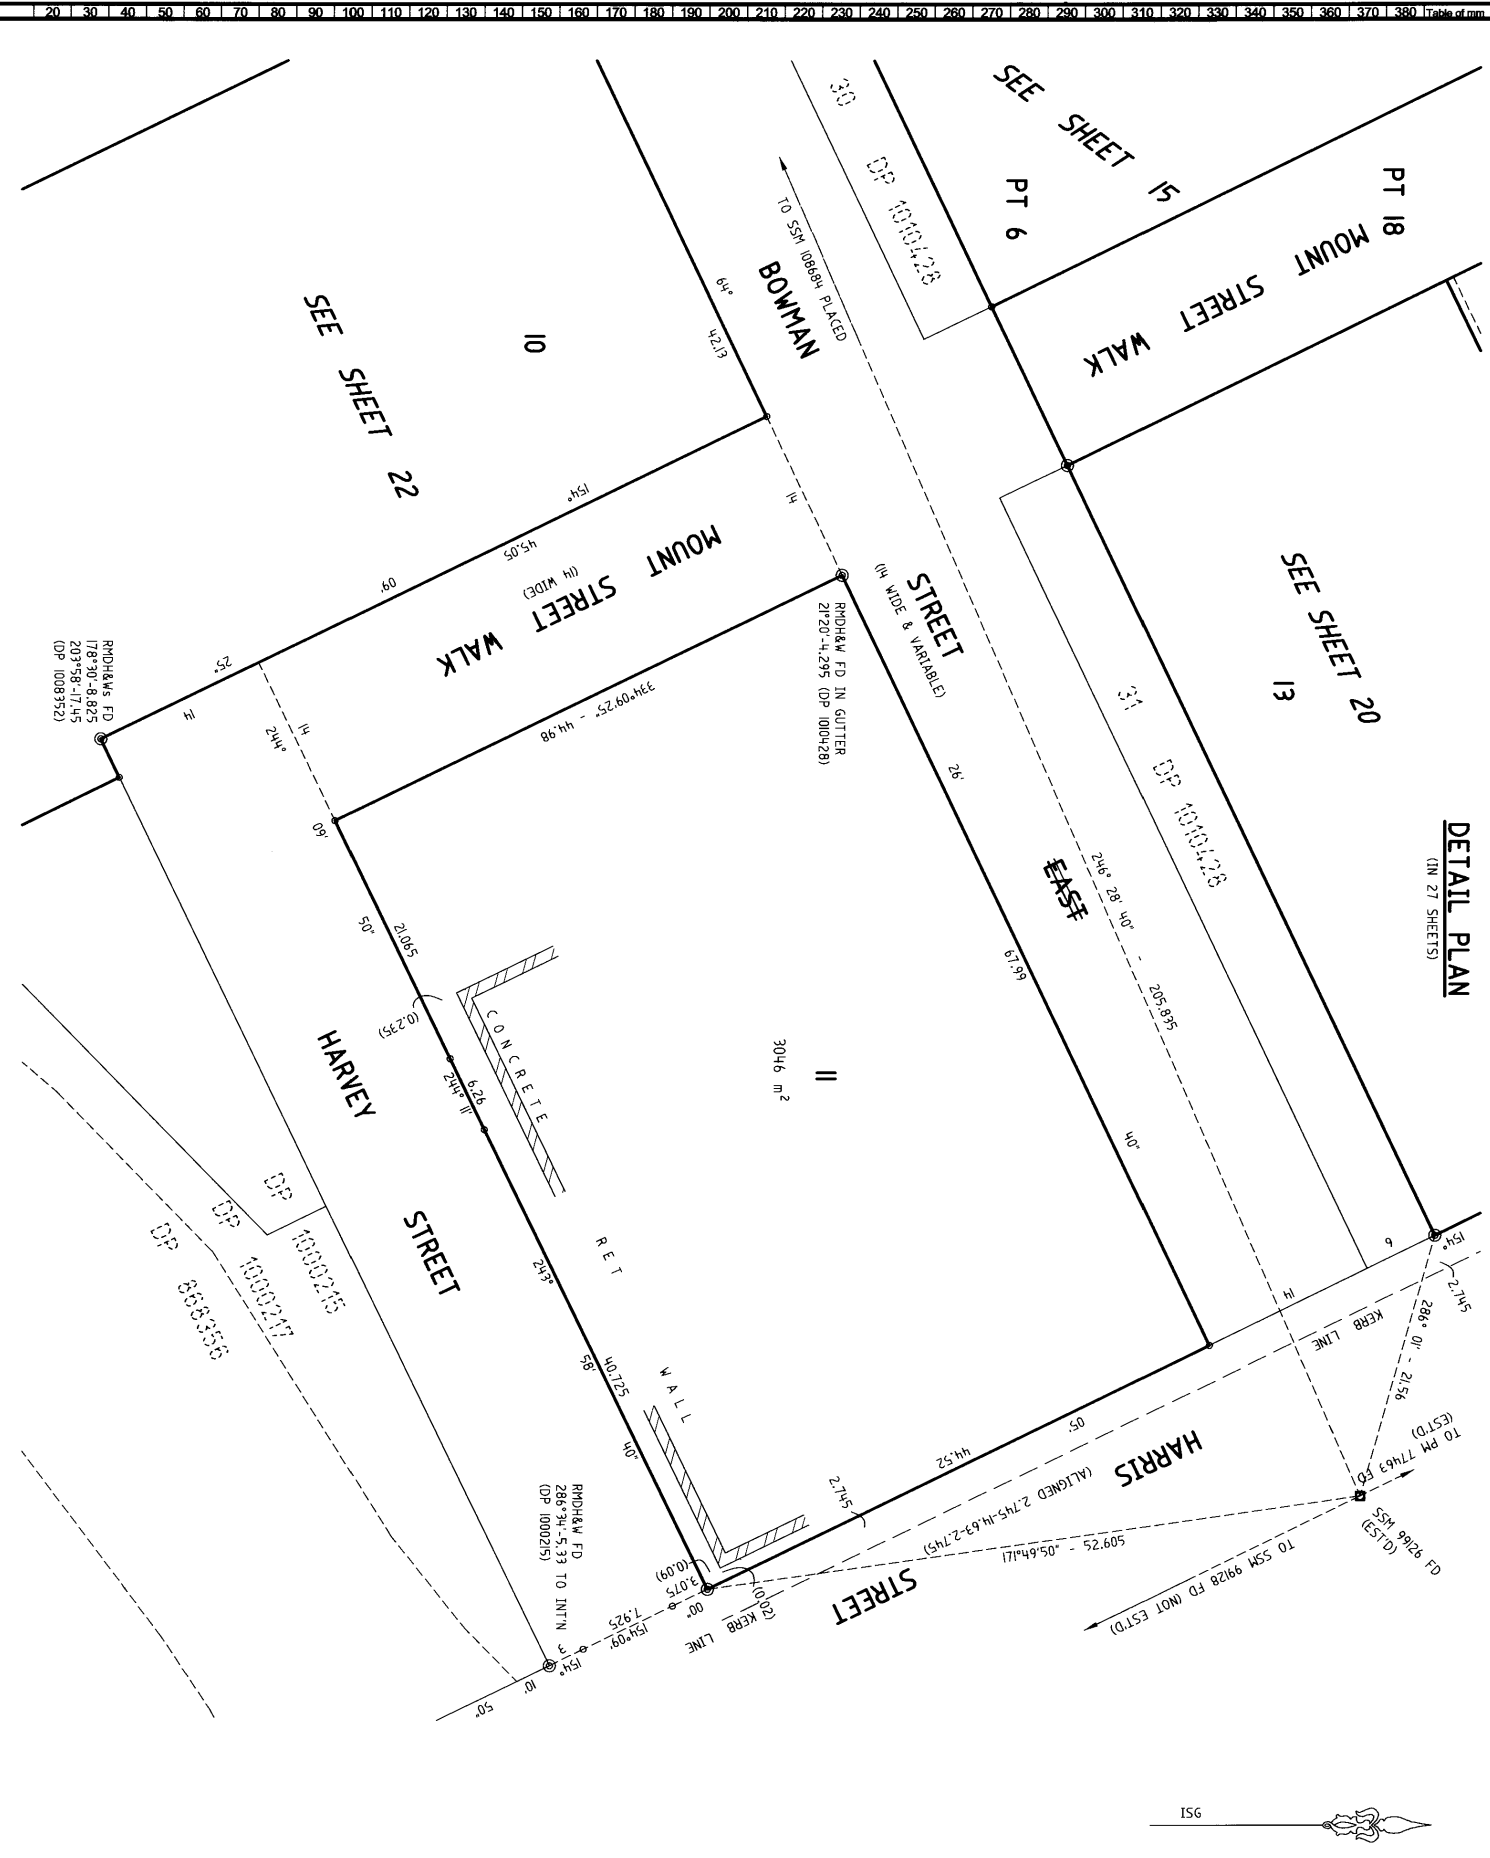 20 30 40 50 60 70 80 90 100 110 120 130 140 150 160 170 180 190 200 210 220 230 240 250 260 270 280 290 300 310 320 330 340 350 360 370 380 Table of mm
DETAIL PLAN
(IN 27 SHEETS)
SEE SHEET 15
PT 6
PT 18
MOUNT STREET WALK
30 DP 1010428
TO SSM 108684 PLACED
BOWMAN STREET EAST
(14 WIDE & VARIABLE)
SEE SHEET 22
10
64°
42.13
14
154°
45.05
09'
25"
14
MOUNT STREET WALK
(14 WIDE)
334°09'25" - 44.98
RMDH&W FD IN GUTTER
21°20'-4.295 (DP 1010428)
RMDH&Ws FD
178°30'-8.825
203°58'-17.45
(DP 1008352)
SEE SHEET 20
13
31 DP 1010428
26'
67.99
40"
246° 28' 40" - 205.835
11
3046 m²
244°
14
09'
50"
21.065
(0.235)
6.26
244° 11'
243°
58'
40.725
40"
CONCRETE RET WALL
HARVEY STREET
DP 1000215
DP 1000217
DP 868356
6
154°
2.745
14
KERB LINE
286° 01' - 21.56
05'
44.52
2.745
HARRIS STREET
(ALIGNED 2.745-14.63-2.745)
171°49'50" - 52.605
TO PM 77463 FD
(EST'D)
SSM 99126 FD
(EST'D)
TO SSM 99128 FD (NOT EST'D)
KERB LINE
(0.02)
(0.09)
00"
3.075
7.925
154°09'
3
154°
10'
50"
RMDH&W FD
286°34'-5.33 TO INT'N
(DP 1000215)
ISG